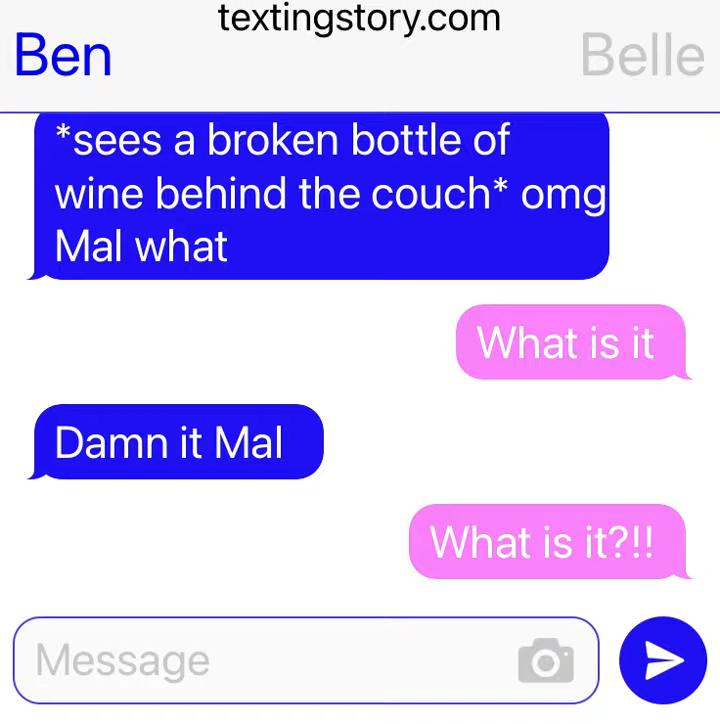 textingstory.com
Ben
Belle
*sees a broken bottle of
wine behind the couch* omg
Mal what
What is it
Damn it Mal
What is it?!!
Message